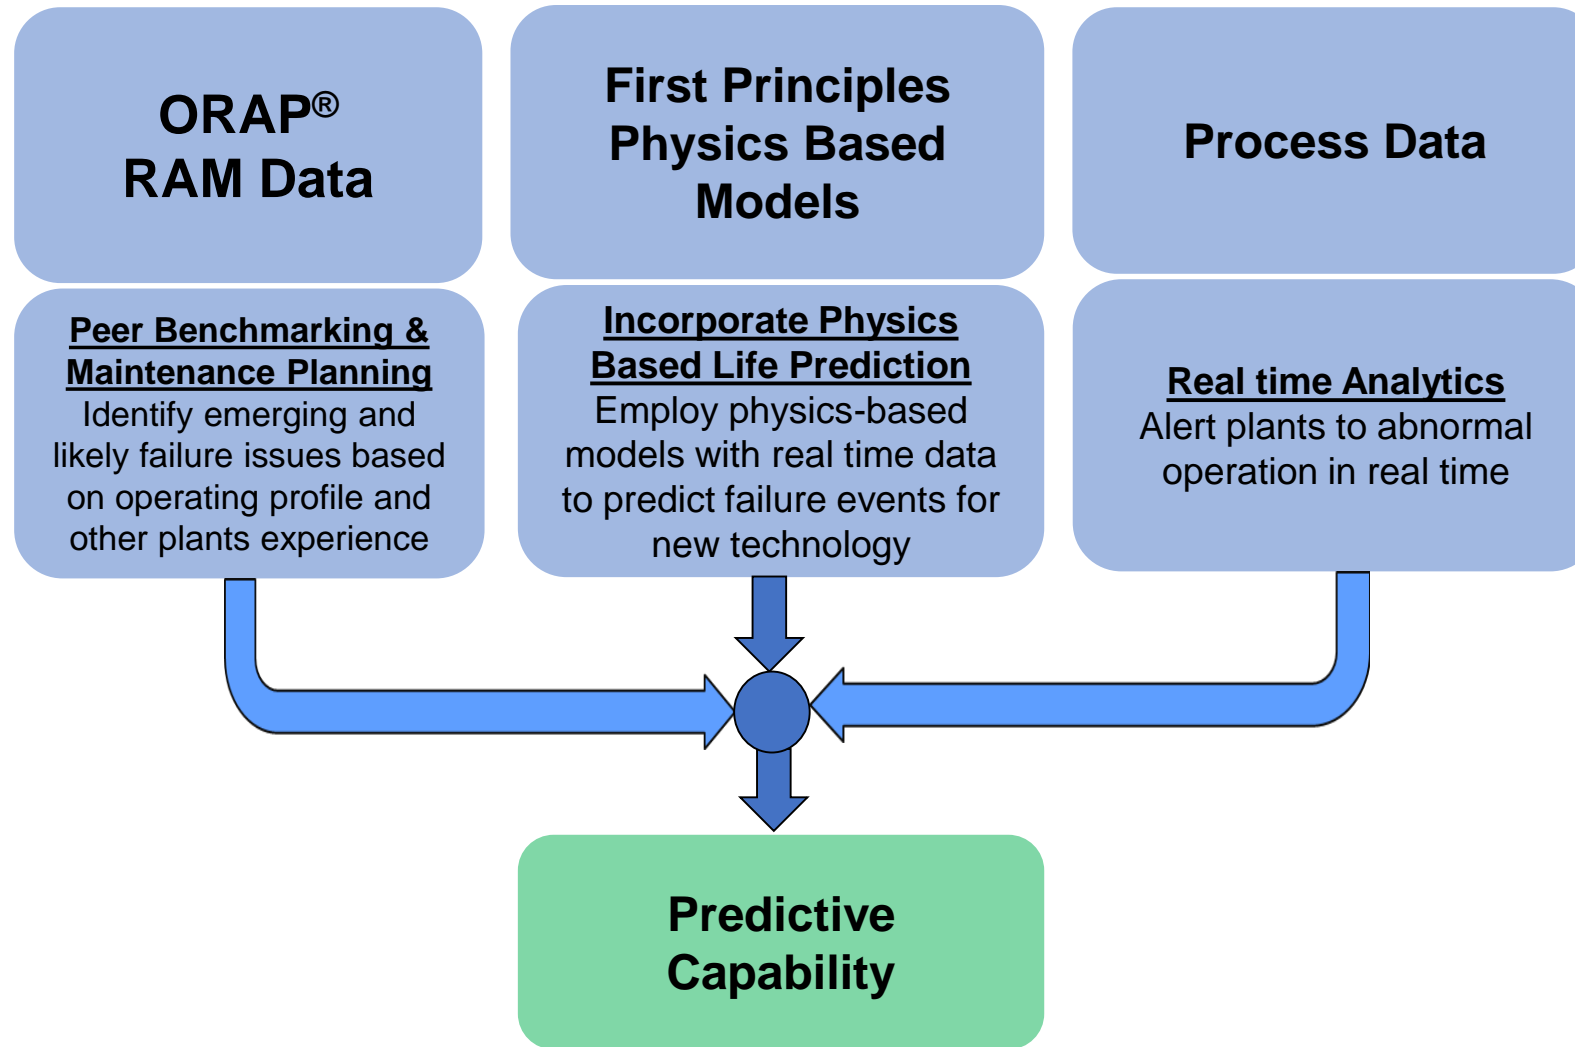 ORAP®
RAM Data
First Principles
Physics Based
Models
Process Data
Peer Benchmarking &
Maintenance Planning
Identify emerging and
likely failure issues based
on operating profile and
other plants experience
Incorporate Physics
Based Life Prediction
Employ physics-based
models with real time data
to predict failure events for
new technology
Real time Analytics
Alert plants to abnormal
operation in real time
Predictive
Capability